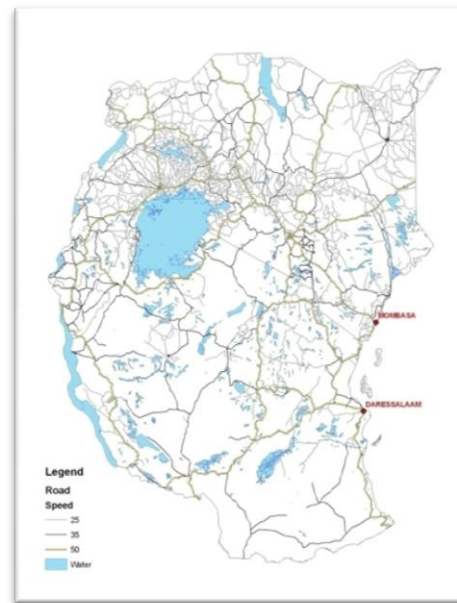 MOMBASA
DARESSALAAM
Legend
Road
Speed
25
35
50
Water